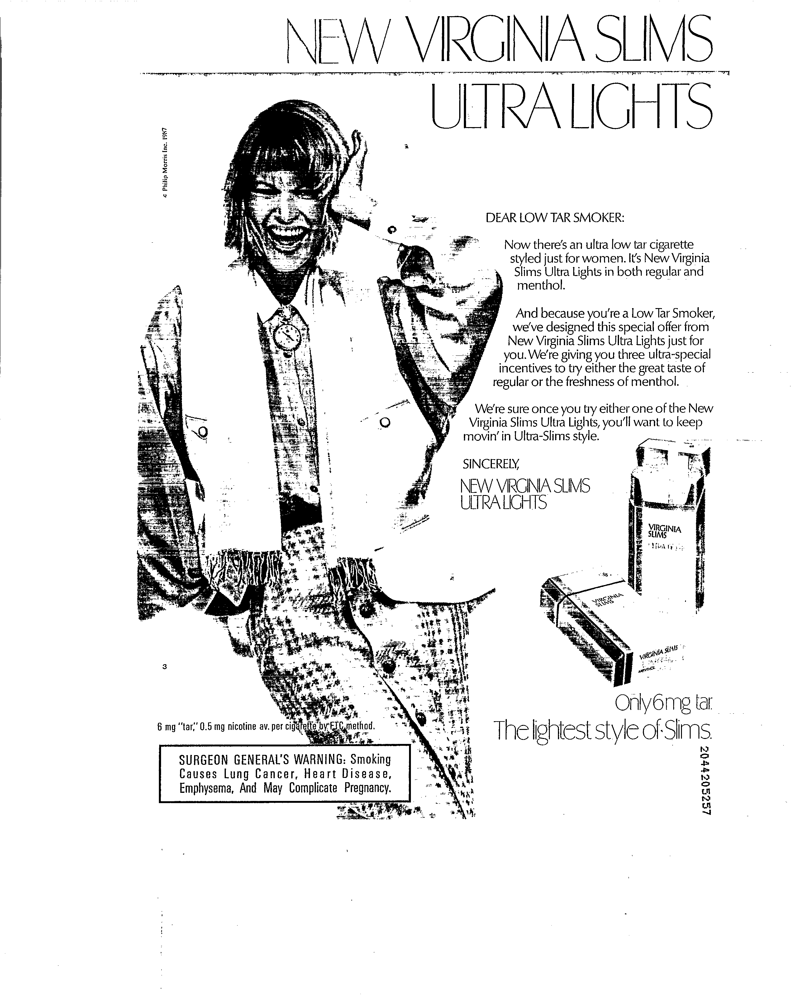 NEW VIRGINIA SLIMS
ULTRA LIGHTS
© Philip Morris Inc. 1987
DEAR LOW TAR SMOKER:
Now there's an ultra low tar cigarette
styled just for women. It's New Virginia
Slims Ultra Lights in both regular and
menthol.
And because you're a Low Tar Smoker,
we've designed this special offer from
New Virginia Slims Ultra Lights just for
you. We're giving you three ultra-special
incentives to try either the great taste of
regular or the freshness of menthol.
We're sure once you try either one of the New
Virginia Slims Ultra Lights, you'll want to keep
movin' in Ultra-Slims style.
SINCERELY,
NEW VIRGINIA SLIMS
ULTRA LIGHTS
VIRGINIA
SLIMS
VIRGINIA
SLIMS
VIRGINIA SLIMS
3
Only 6 mg tar.
The lightest style of Slims.
6 mg "tar," 0.5 mg nicotine av. per cigarette by FTC method.
SURGEON GENERAL'S WARNING: Smoking
Causes Lung Cancer, Heart Disease,
Emphysema, And May Complicate Pregnancy.
2044205257